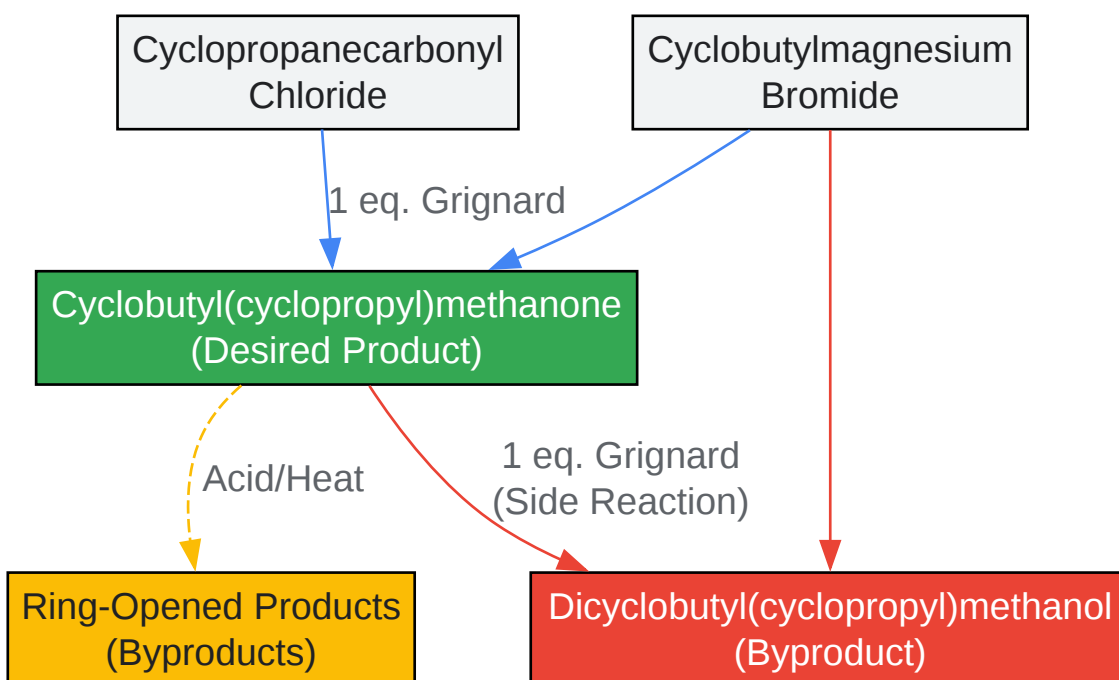 Cyclopropanecarbonyl
Chloride
Cyclobutylmagnesium
Bromide
1 eq. Grignard
Cyclobutyl(cyclopropyl)methanone
(Desired Product)
Acid/Heat
1 eq. Grignard
(Side Reaction)
Ring-Opened Products
(Byproducts)
Dicyclobutyl(cyclopropyl)methanol
(Byproduct)